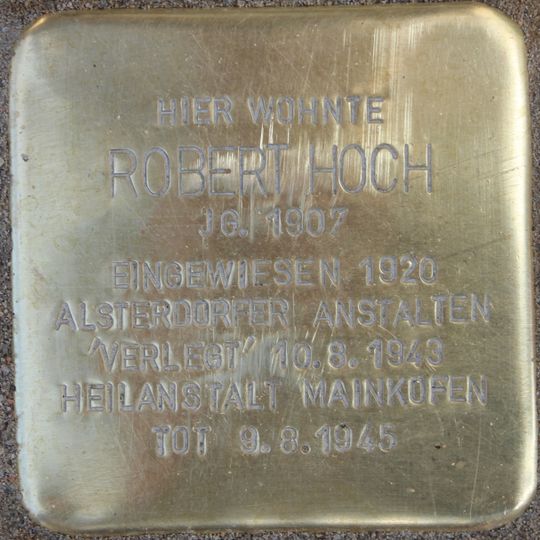 HIER WOHNTE
ROBERT HOCH
JG. 1907
EINGEWIESEN 1920
ALSTERDORFER ANSTALTEN
'VERLEGT' 10.8.1943
HEILANSTALT MAINKOFEN
TOT 9.8.1945